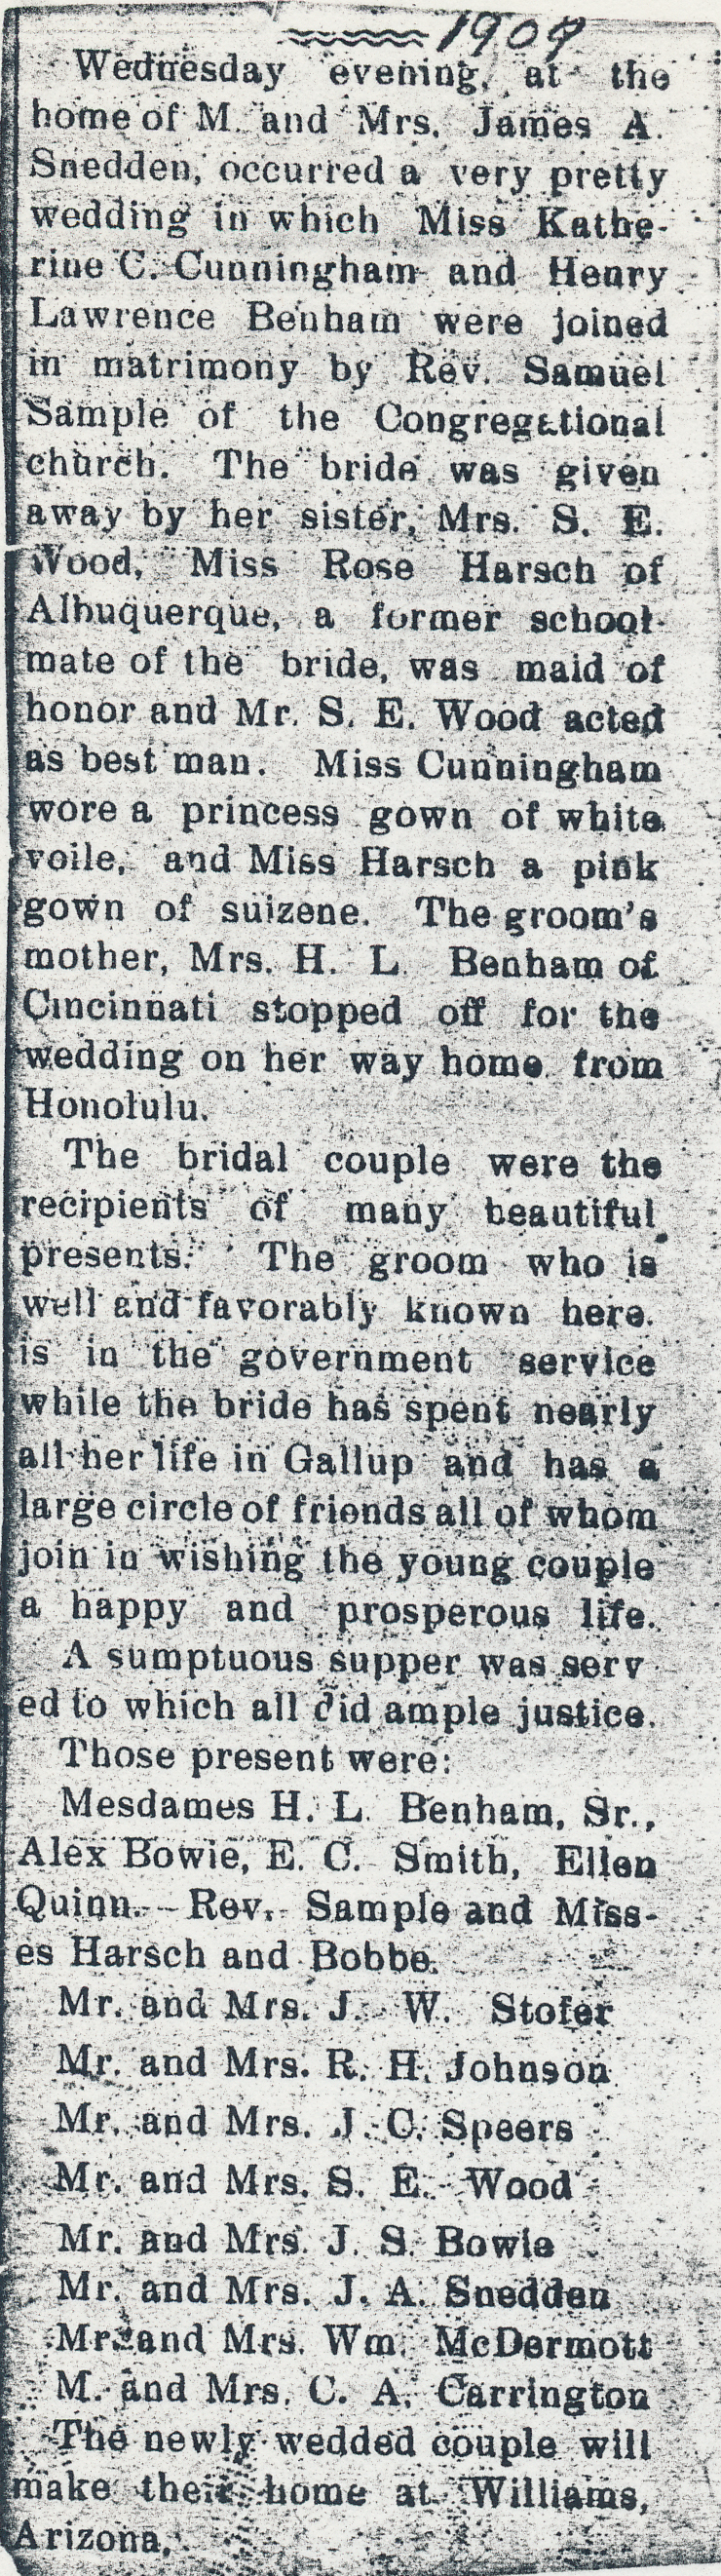 1909
Wednesday evening, at the
home of M. and Mrs. James A.
Snedden, occurred a very pretty
wedding in which Miss Kathe-
rine C. Cunningham and Henry
Lawrence Benham were joined
in matrimony by Rev. Samuel
Sample of the Congregational
church. The bride was given
away by her sister, Mrs. S. E.
Wood, Miss Rose Harsch of
Albuquerque, a former school-
mate of the bride, was maid of
honor and Mr. S. E. Wood acted
as best man. Miss Cunningham
wore a princess gown of white
voile, and Miss Harsch a pink
gown of suizene. The groom's
mother, Mrs. H. L. Benham of
Cincinnati stopped off for the
wedding on her way home from
Honolulu.
The bridal couple were the
recipients of many beautiful
presents. The groom who is
well and favorably known here.
is in the government service
while the bride has spent nearly
all her life in Gallup and has a
large circle of friends all of whom
join in wishing the young couple
a happy and prosperous life.
A sumptuous supper was serv
ed to which all did ample justice.
Those present were:
Mesdames H. L. Benham, Sr.,
Alex Bowie, E. C. Smith, Ellen
Quinn. Rev. Sample and Miss-
es Harsch and Bobbe.
Mr. and Mrs. J. W. Stofer
Mr. and Mrs. R. H. Johnson
Mr. and Mrs. J. C. Speers
Mr. and Mrs. S. E. Wood
Mr. and Mrs. J. S. Bowie
Mr. and Mrs. J. A. Snedden
Mr. and Mrs. Wm. McDermott
M. and Mrs. C. A. Carrington
The newly wedded couple will
make their home at Williams,
Arizona.